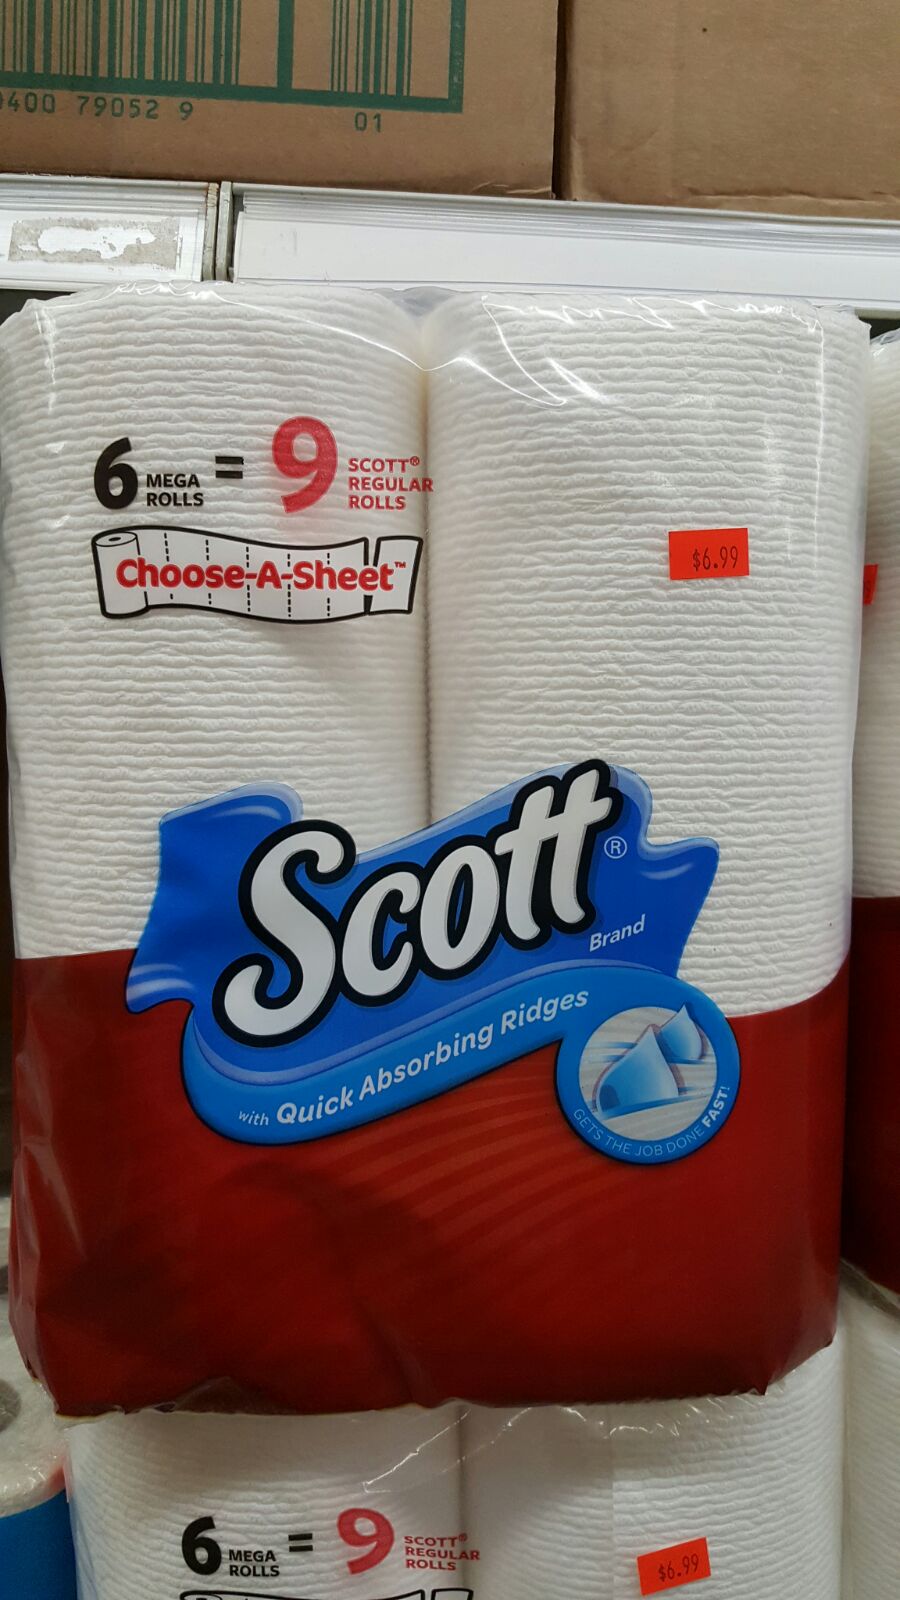 0400 79052 9
01
6 MEGA ROLLS = 9 SCOTT® REGULAR ROLLS
Choose-A-Sheet™
$6.99
Scott®
Brand
with Quick Absorbing Ridges
GETS THE JOB DONE FAST!
6 MEGA ROLLS = 9 SCOTT® REGULAR ROLLS
$6.99